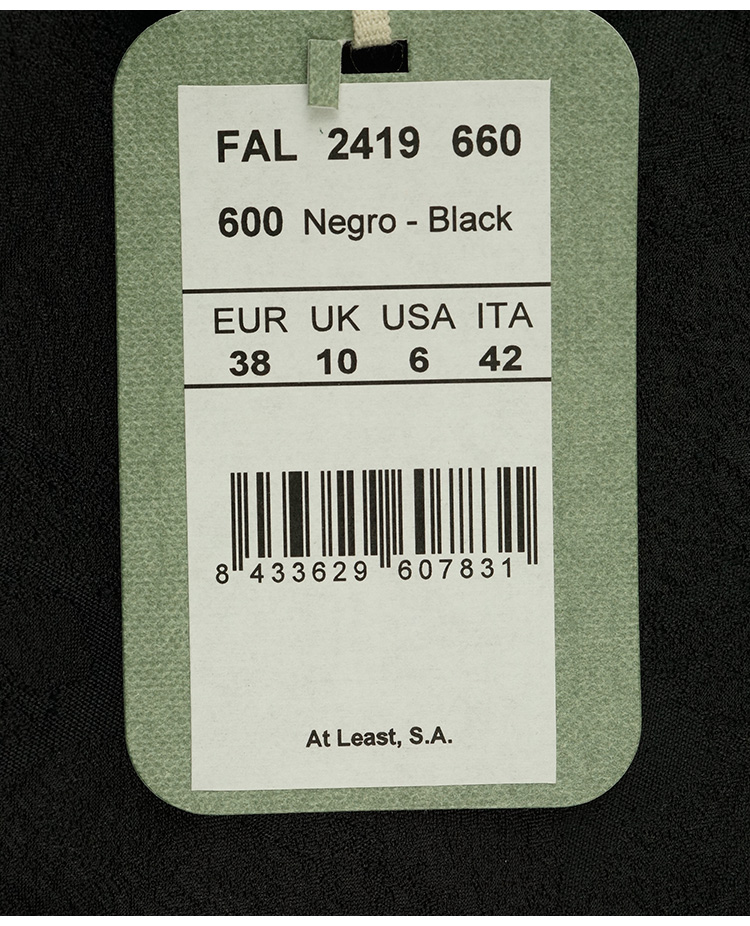 FAL 2419 660
600 Negro - Black
EUR UK USA ITA
38 10 6 42
8 433629 607831
At Least, S.A.